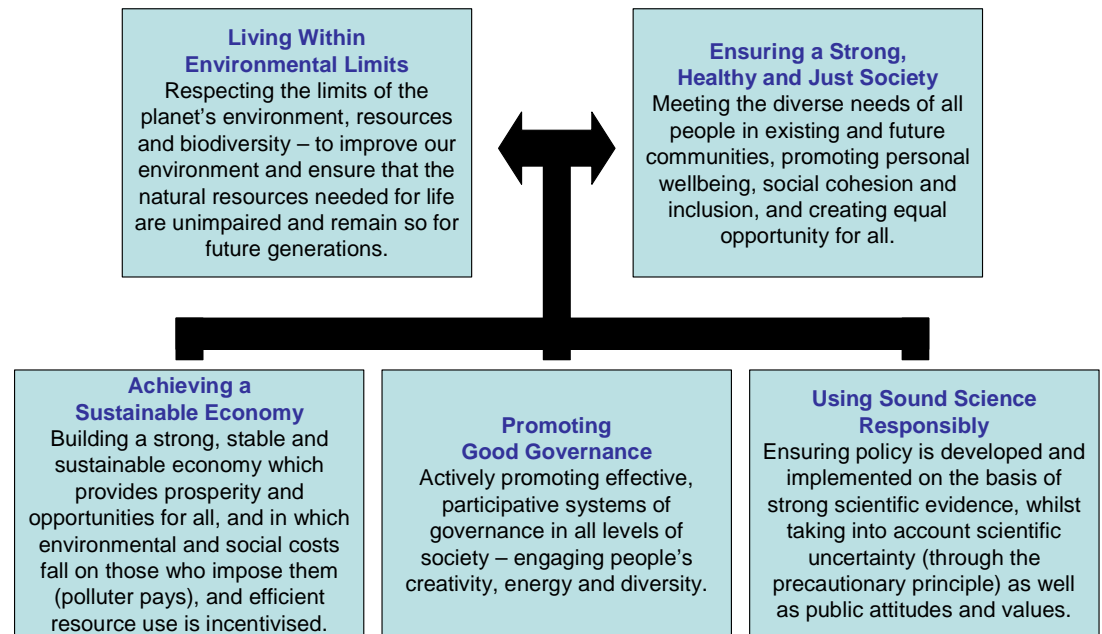 Living Within
Environmental Limits
Respecting the limits of the
planet's environment, resources
and biodiversity – to improve our
environment and ensure that the
natural resources needed for life
are unimpaired and remain so for
future generations.
Ensuring a Strong,
Healthy and Just Society
Meeting the diverse needs of all
people in existing and future
communities, promoting personal
wellbeing, social cohesion and
inclusion, and creating equal
opportunity for all.
Achieving a
Sustainable Economy
Building a strong, stable and
sustainable economy which
provides prosperity and
opportunities for all, and in which
environmental and social costs
fall on those who impose them
(polluter pays), and efficient
resource use is incentivised.
Promoting
Good Governance
Actively promoting effective,
participative systems of
governance in all levels of
society – engaging people's
creativity, energy and diversity.
Using Sound Science
Responsibly
Ensuring policy is developed and
implemented on the basis of
strong scientific evidence, whilst
taking into account scientific
uncertainty (through the
precautionary principle) as well
as public attitudes and values.